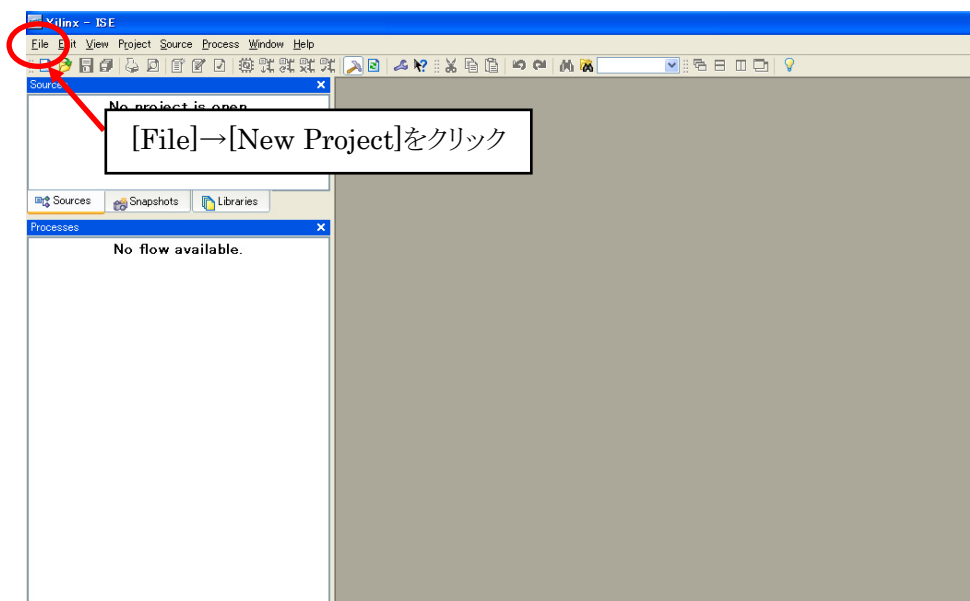 Xilinx - ISE
File Edit View Project Source Process Window Help
Sources
No project is open
[File]→[New Project]をクリック
Sources Snapshots Libraries
Processes
No flow available.